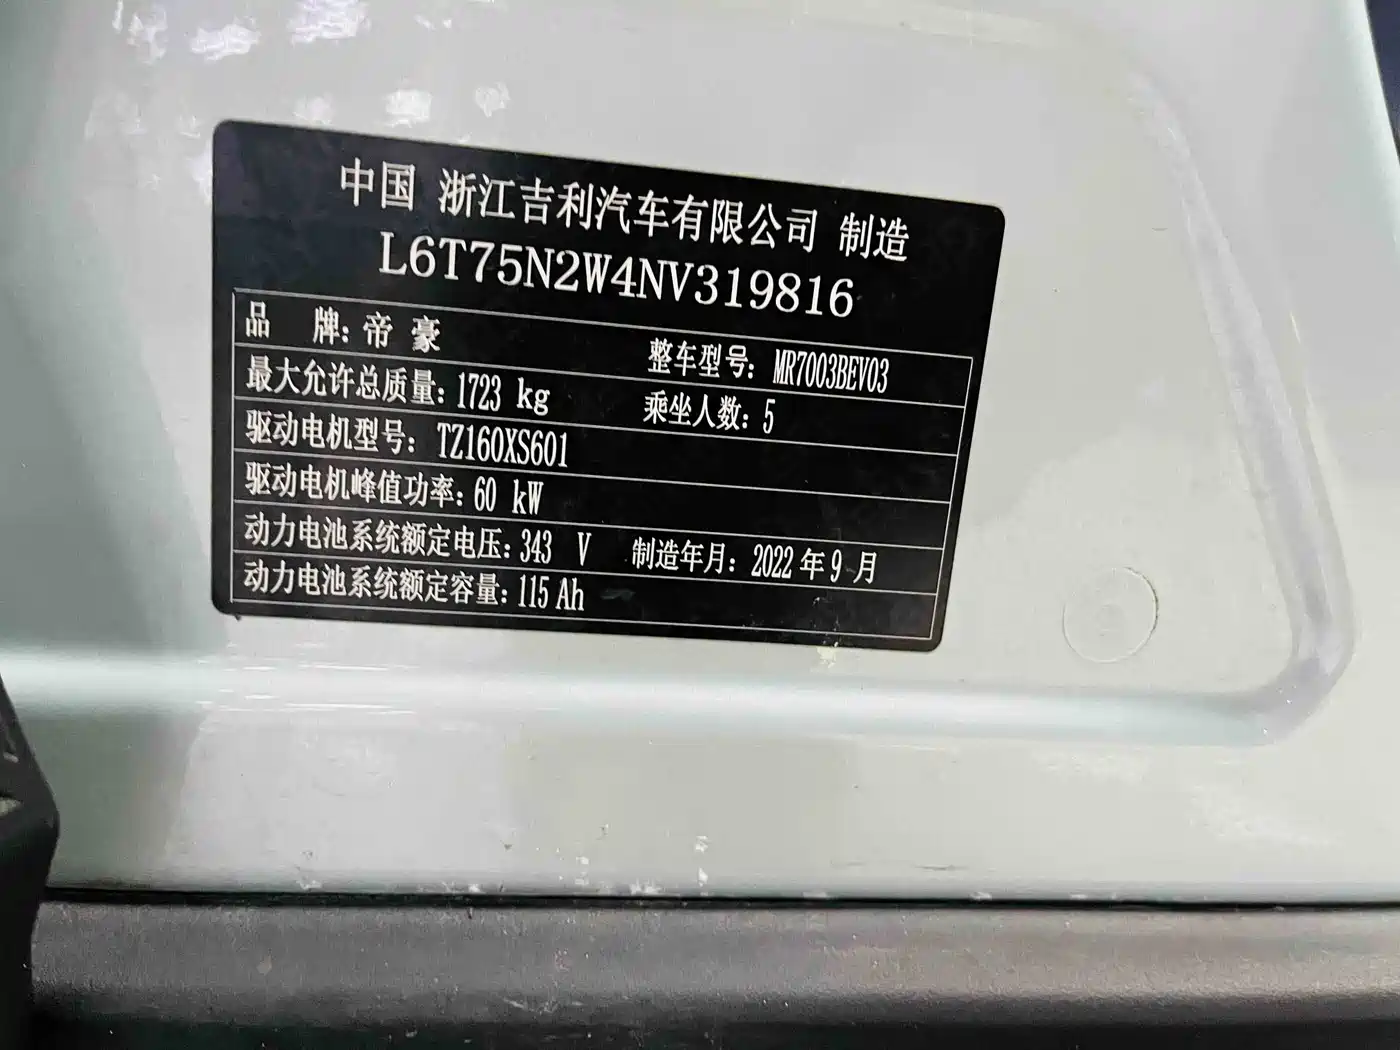 中国 浙江吉利汽车有限公司 制造
L6T75N2W4NV319816
品 牌: 帝 豪 整车型号: MR7003BEV03
最大允许总质量: 1723 kg 乘坐人数: 5
驱动电机型号: TZ160XS601
驱动电机峰值功率: 60 kW
动力电池系统额定电压: 343 V 制造年月: 2022 年 9 月
动力电池系统额定容量: 115 Ah